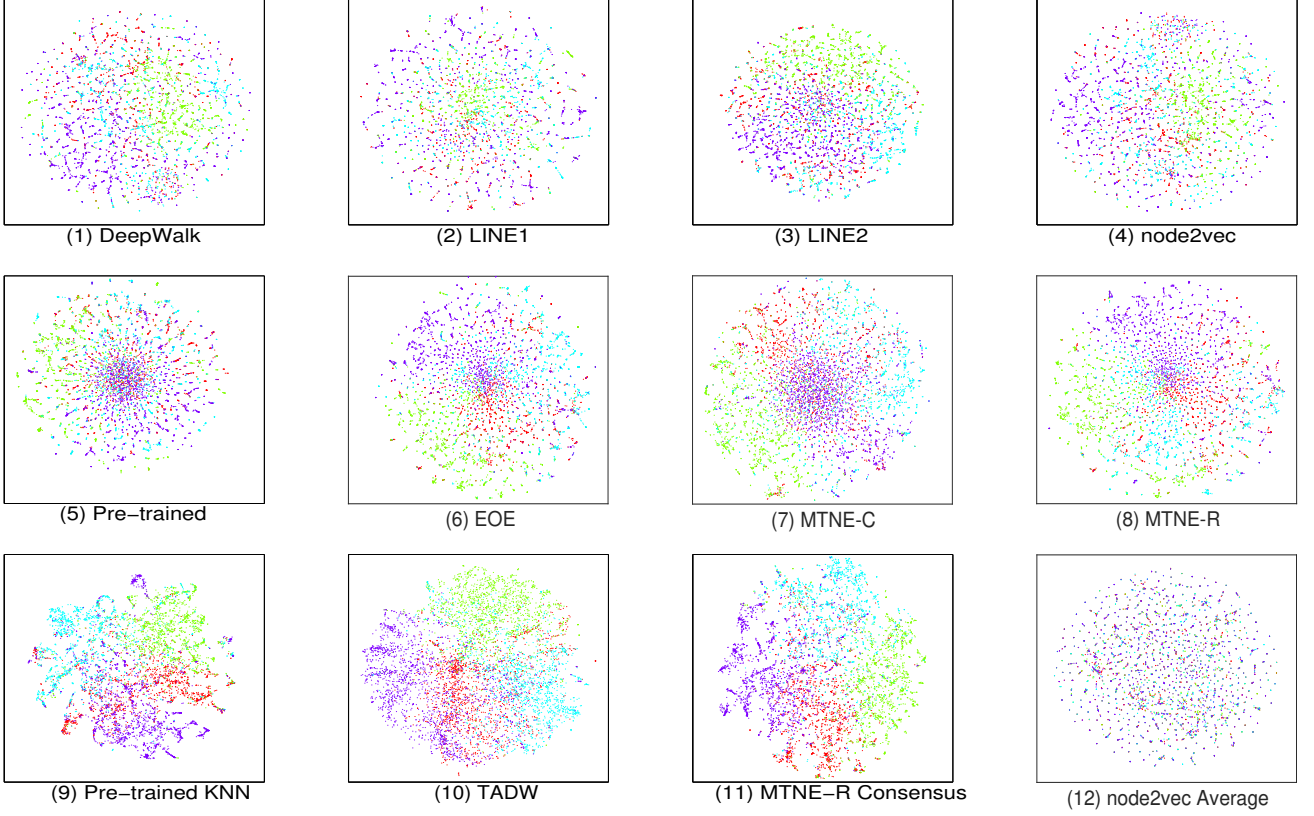 (1) DeepWalk
(2) LINE1
(3) LINE2
(4) node2vec
(5) Pre−trained
(6) EOE
(7) MTNE-C
(8) MTNE-R
(9) Pre−trained KNN
(10) TADW
(11) MTNE−R Consensus
(12) node2vec Average